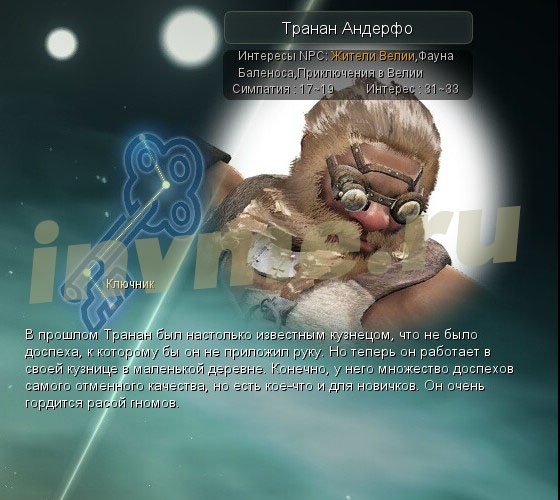 Транан Андерфо
Интересы NPC: Жители Велии,Фауна
Баленоса,Приключения в Велии
Симпатия : 17~19 Интерес : 31~33
invme.ru
Ключник
В прошлом Транан был настолько известным кузнецом, что не было
доспеха, к которому бы он не приложил руку. Но теперь он работает в
своей кузнице в маленькой деревне. Конечно, у него множество доспехов
самого отменного качества, но есть кое-что и для новичков. Он очень
гордится расой гномов.